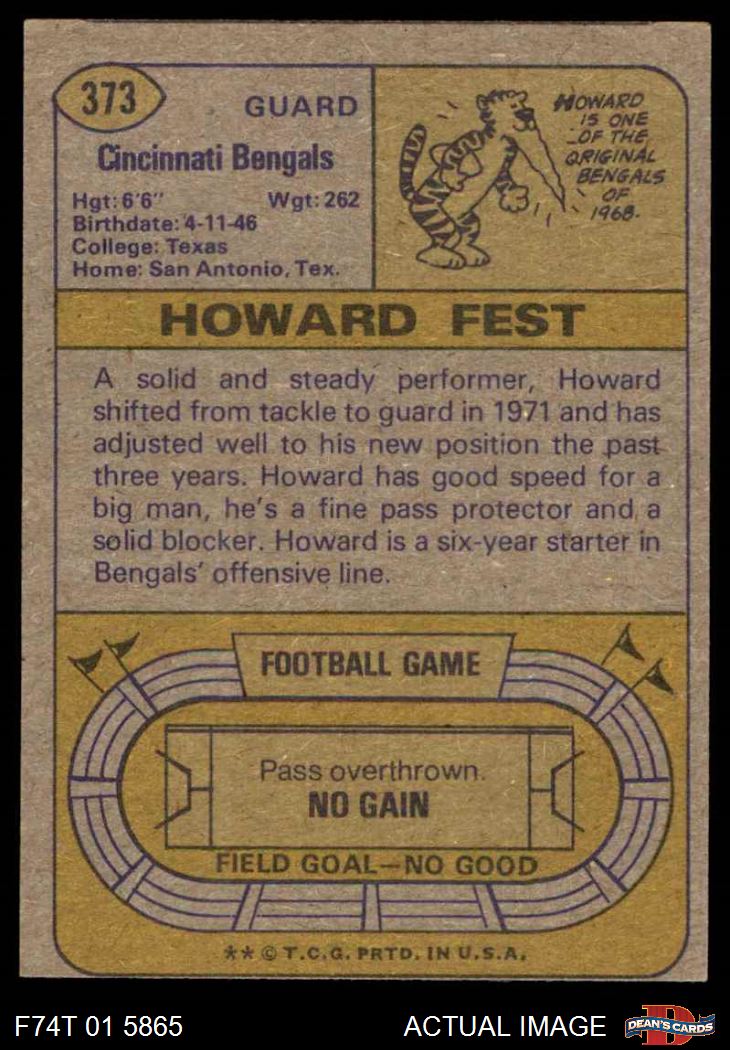 373
GUARD
Cincinnati Bengals
Hgt: 6'6" Wgt: 262
Birthdate: 4-11-46
College: Texas
Home: San Antonio, Tex.
HOWARD
IS ONE
OF THE
ORIGINAL
BENGALS
OF
1968.
HOWARD FEST
A solid and steady performer, Howard
shifted from tackle to guard in 1971 and has
adjusted well to his new position the past
three years. Howard has good speed for a
big man, he's a fine pass protector and a
solid blocker. Howard is a six-year starter in
Bengals' offensive line.
FOOTBALL GAME
Pass overthrown.
NO GAIN
FIELD GOAL—NO GOOD
** © T.C.G. PRTD. IN U.S.A.
F74T 01 5865
ACTUAL IMAGE
D
DEAN'S CARDS